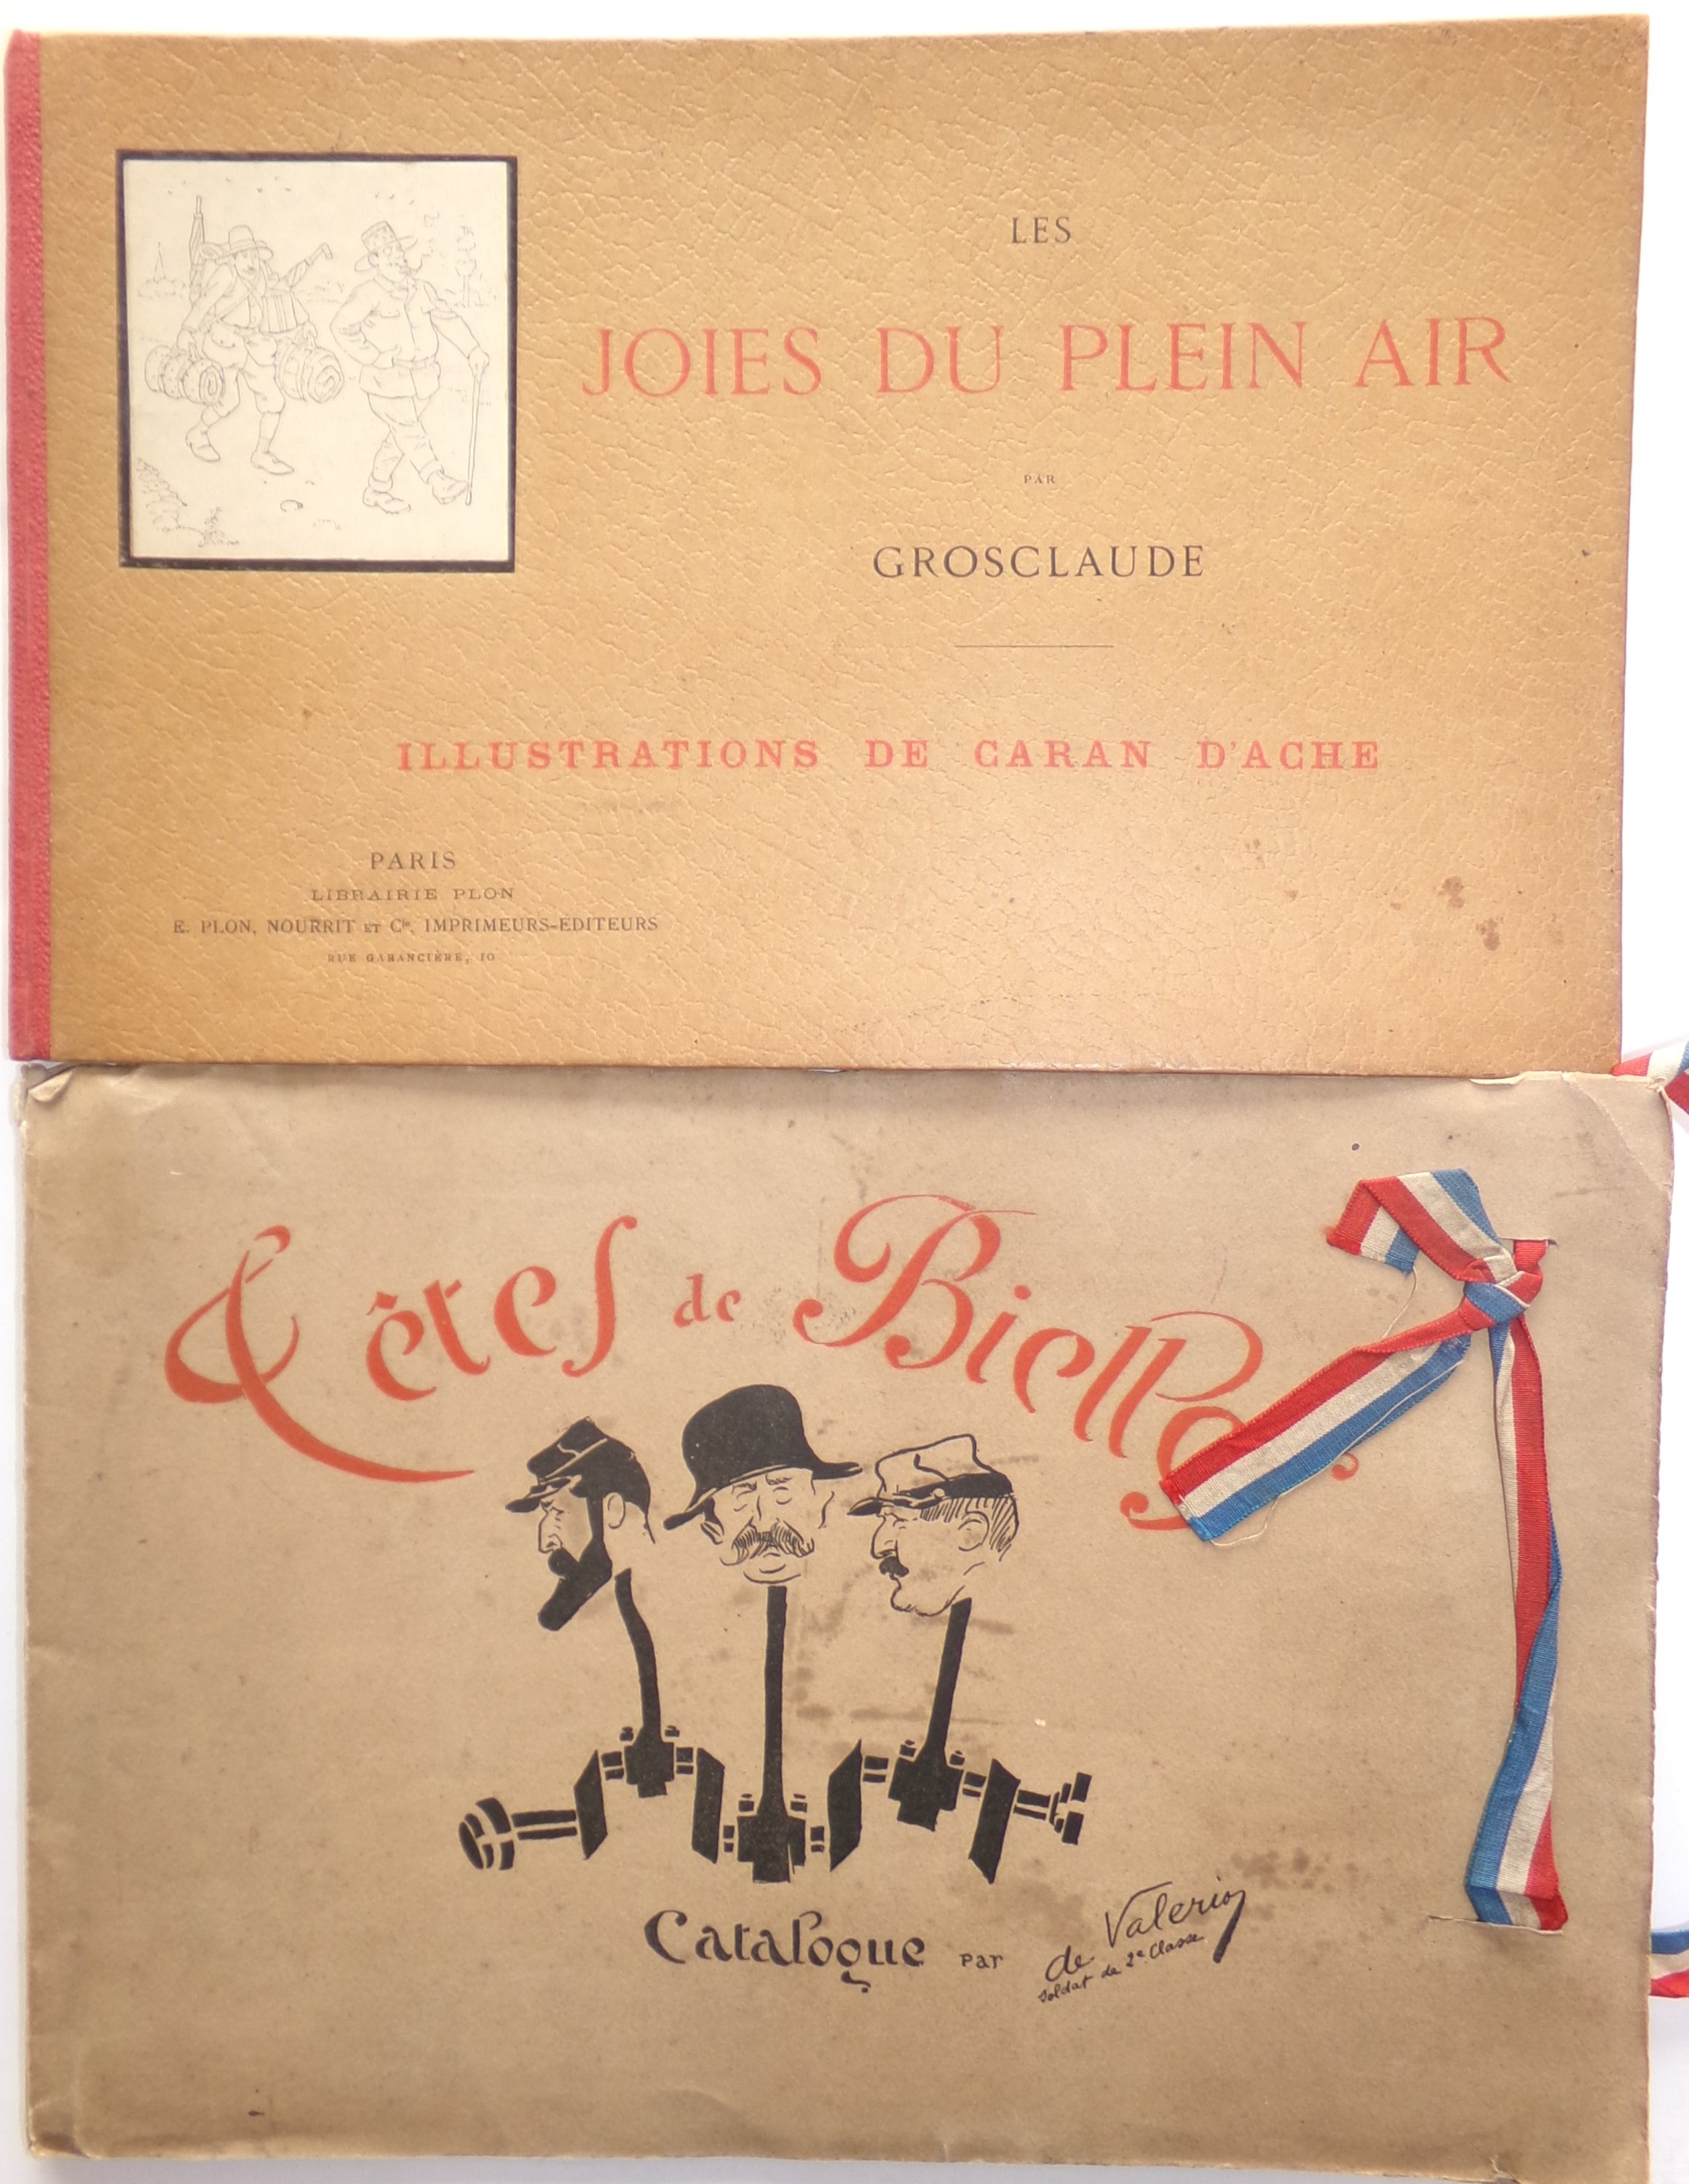 LES
JOIES DU PLEIN AIR
PAR
GROSCLAUDE
ILLUSTRATIONS DE CARAN D'ACHE
PARIS
LIBRAIRIE PLON
E. PLON, NOURRIT ET Cie, IMPRIMEURS-EDITEURS
RUE GARANCIÈRE, 10
Têtes de Bielles
Catalogue par de Valerio
soldat de 2e Classe